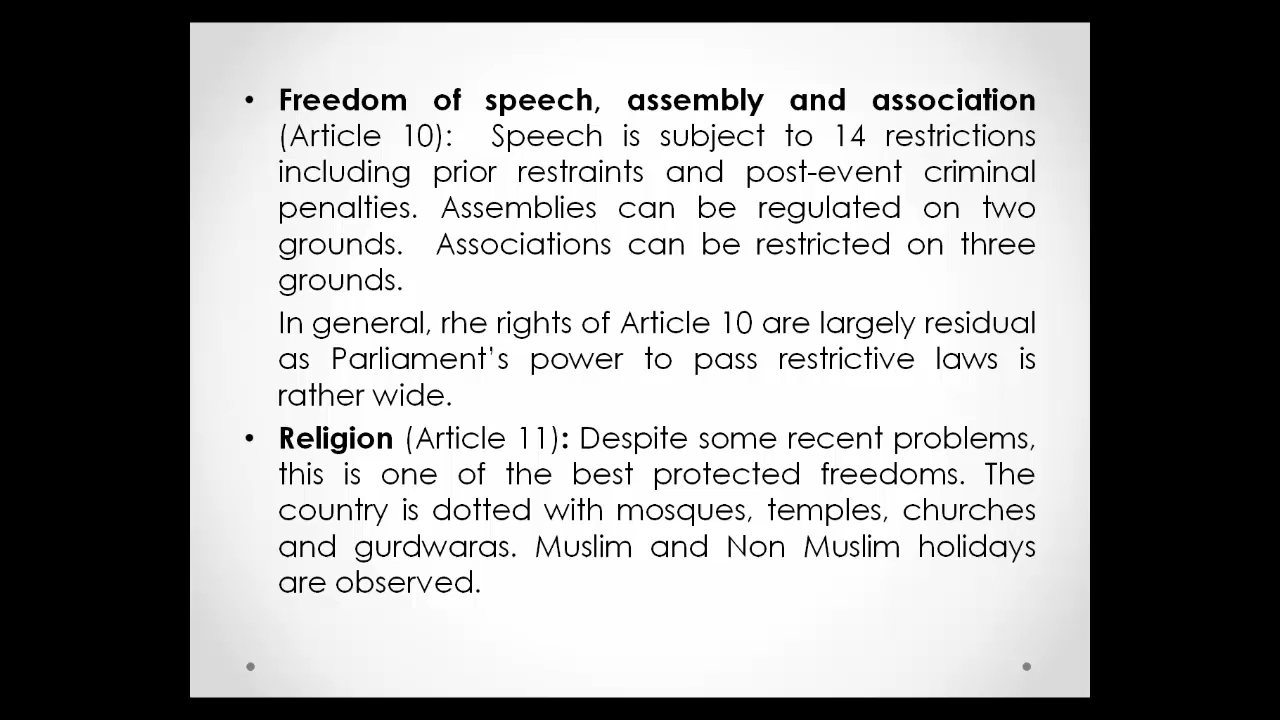 • Freedom of speech, assembly and association
(Article 10): Speech is subject to 14 restrictions
including prior restraints and post-event criminal
penalties. Assemblies can be regulated on two
grounds. Associations can be restricted on three
grounds.
In general, rhe rights of Article 10 are largely residual
as Parliament's power to pass restrictive laws is
rather wide.
• Religion (Article 11): Despite some recent problems,
this is one of the best protected freedoms. The
country is dotted with mosques, temples, churches
and gurdwaras. Muslim and Non Muslim holidays
are observed.